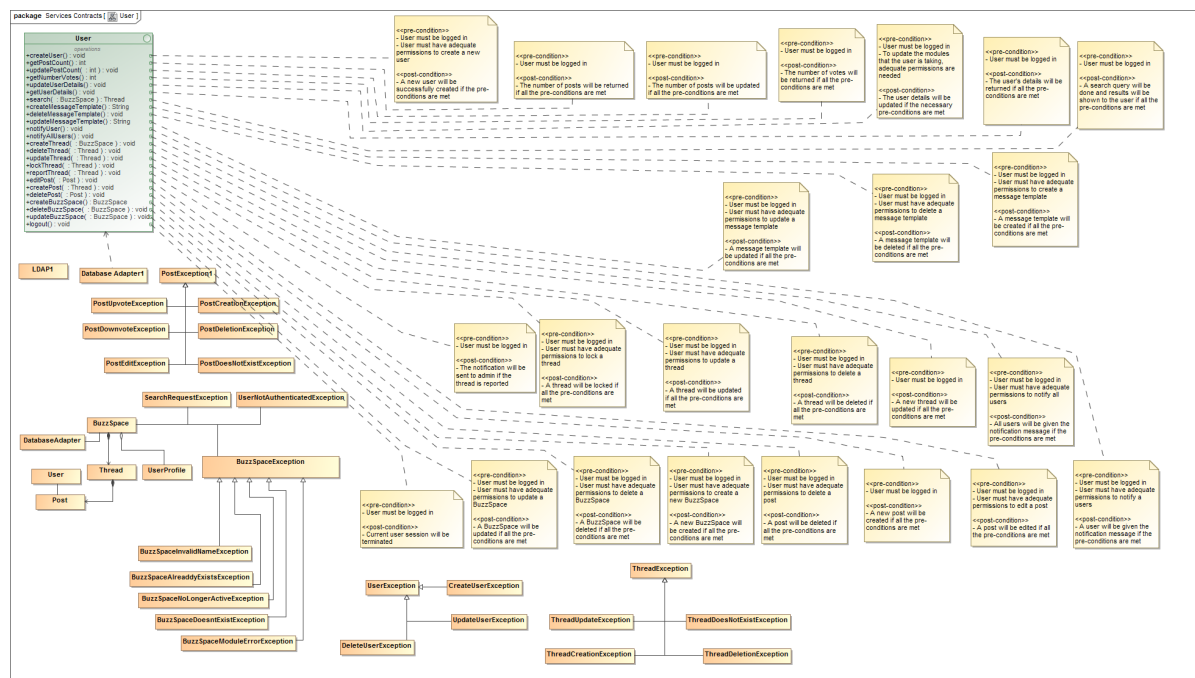 package Services Contracts [ User ]
User
operations
+createUser() : void
+getPostCount() : int
+updatePostCount( : int ) : void
+getNumberVotes() : int
+updateUserDetails() : void
+getUserDetails() : void
+search( : BuzzSpace ) : Thread
+createMessageTemplate() : String
+deleteMessageTemplate() : void
+updateMessageTemplate() : String
+notifyUser() : void
+notifyAllUsers() : void
+createThread( : BuzzSpace ) : void
+deleteThread( : Thread ) : void
+updateThread( : Thread ) : void
+lockThread( : Thread ) : void
+reportThread( : Thread ) : void
+editPost( : Post ) : void
+createPost( : Thread ) : void
+deletePost( : Post ) : void
+createBuzzSpace() : BuzzSpace
+deleteBuzzSpace( : BuzzSpace ) : void
+updateBuzzSpace( : BuzzSpace ) : void
+logout() : void
<<pre-condition>>
- User must be logged in
- User must have adequate
permissions to create a new
user
<<post-condition>>
- A new user will be
successfully created if the pre-
conditions are met
<<pre-condition>>
- User must be logged in
<<post-condition>>
- The number of posts will be returned
if all the pre-conditions are met
<<pre-condition>>
- User must be logged in
<<post-condition>>
- The number of posts will be updated
if all the pre-conditions are met
<<pre-condition>>
- User must be logged in
<<post-condition>>
- The number of votes will
be returned if all the pre-
conditions are met
<<pre-condition>>
- User must be logged in
- To update the modules
that the user is taking,
adequate permissions are
needed
<<post-condition>>
- The user details will be
updated if the necessary
pre-conditions are met
<<pre-condition>>
- User must be logged in
<<post-condition>>
- The user's details will be
returned if all the pre-
conditions are met
<<pre-condition>>
- User must be logged in
<<post-condition>>
- A search query will be
done and results will be
shown to the user if all the
pre-conditions are met
<<pre-condition>>
- User must be logged in
- User must have adequate
permissions to create a
message template
<<post-condition>>
- A message template will
be created if all the pre-
conditions are met
<<pre-condition>>
- User must be logged in
- User must have adequate
permissions to delete a
message template
<<post-condition>>
- A message template will
be deleted if all the pre-
conditions are met
<<pre-condition>>
- User must be logged in
- User must have adequate
permissions to update a
message template
<<post-condition>>
- A message template will
be updated if all the pre-
conditions are met
LDAP1
Database Adapter1
PostException1
PostUpvoteException
PostCreationException
PostDownvoteException
PostDeletionException
PostEditException
PostDoesNotExistException
<<pre-condition>>
- User must be logged in
<<post-condition>>
- The notification will be
sent to admin if the
thread is reported
<<pre-condition>>
- User must be logged in
- User must have adequate
permissions to lock a
thread
<<post-condition>>
- A thread will be locked if
all the pre-conditions are
met
<<pre-condition>>
- User must be logged in
- User must have adequate
permissions to update a
thread
<<post-condition>>
- A thread will be updated
if all the pre-conditions are
met
<<pre-condition>>
- User must be logged in
- User must have adequate
permissions to delete a
thread
<<post-condition>>
- A thread will be deleted if
all the pre-conditions are
met
<<pre-condition>>
- User must be logged in
<<post-condition>>
- A new thread will be
updated if all the pre-
conditions are met
<<pre-condition>>
- User must be logged in
- User must have adequate
permissions to notify all
users
<<post-condition>>
- All users will be given the
notification message if the
pre-conditions are met
SearchRequestException
UserNotAuthenticatedException
BuzzSpace
DatabaseAdapter
User
Thread
UserProfile
Post
BuzzSpaceException
BuzzSpaceInvalidNameException
BuzzSpaceAlreaddyExistsException
BuzzSpaceNoLongerActiveException
BuzzSpaceDoesntExistException
BuzzSpaceModuleErrorException
<<pre-condition>>
- User must be logged in
<<post-condition>>
- Current user session will be
terminated
<<pre-condition>>
- User must be logged in
- User must have adequate
permissions to update a
BuzzSpace
<<post-condition>>
- A BuzzSpace will be
updated if all the pre-
conditions are met
<<pre-condition>>
- User must be logged in
- User must have adequate
permissions to delete a
BuzzSpace
<<post-condition>>
- A BuzzSpace will be
deleted if all the pre-
conditions are met
<<pre-condition>>
- User must be logged in
- User must have adequate
permissions to create a
new BuzzSpace
<<post-condition>>
- A new BuzzSpace will
be created if all the pre-
conditions are met
<<pre-condition>>
- User must be logged in
- User must have adequate
permissions to delete a
post
<<post-condition>>
- A post will be deleted if
all the pre-conditions are
met
<<pre-condition>>
- User must be logged in
<<post-condition>>
- A new post will be
created if all the pre-
conditions are met
<<pre-condition>>
- User must be logged in
- User must have adequate
permissions to edit a post
<<post-condition>>
- A post will be edited if all
the pre-conditions are met
<<pre-condition>>
- User must be logged in
- User must have adequate
permissions to notify a
users
<<post-condition>>
- A user will be given the
notification message if the
pre-conditions are met
UserException
CreateUserException
UpdateUserException
DeleteUserException
ThreadException
ThreadUpdateException
ThreadDoesNotExistException
ThreadCreationException
ThreadDeletionException